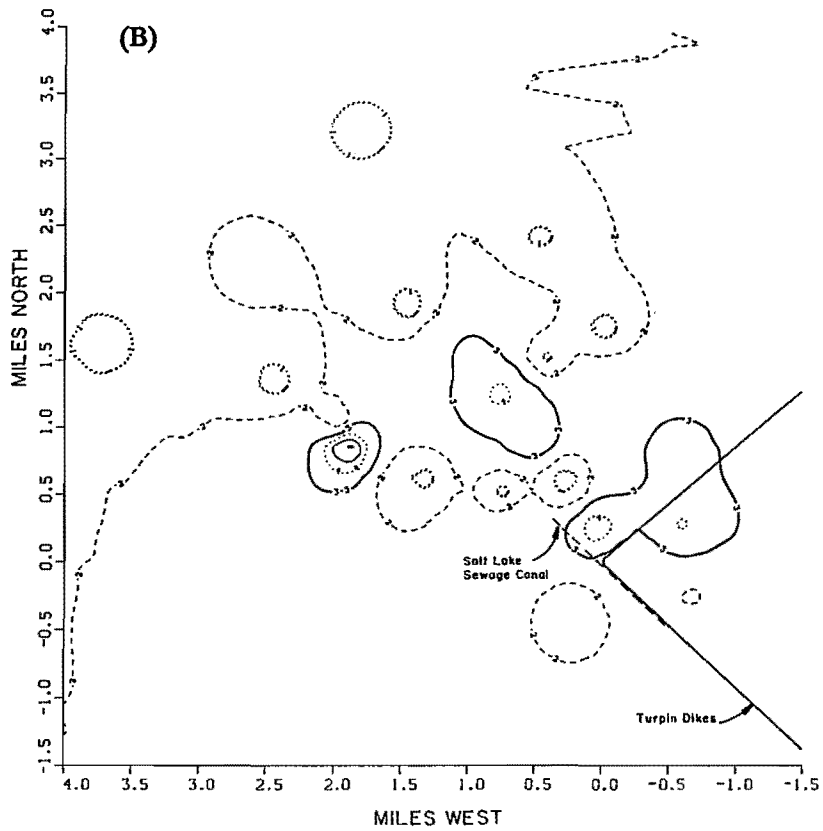 (B)
MILES NORTH
4.0
3.5
3.0
2.5
2.0
1.5
1.0
0.5
0.0
-0.5
-1.0
-1.5
Salt Lake
Sewage Canal
Turpin Dikes
4.0 3.5 3.0 2.5 2.0 1.5 1.0 0.5 0.0 -0.5 -1.0 -1.5
MILES WEST